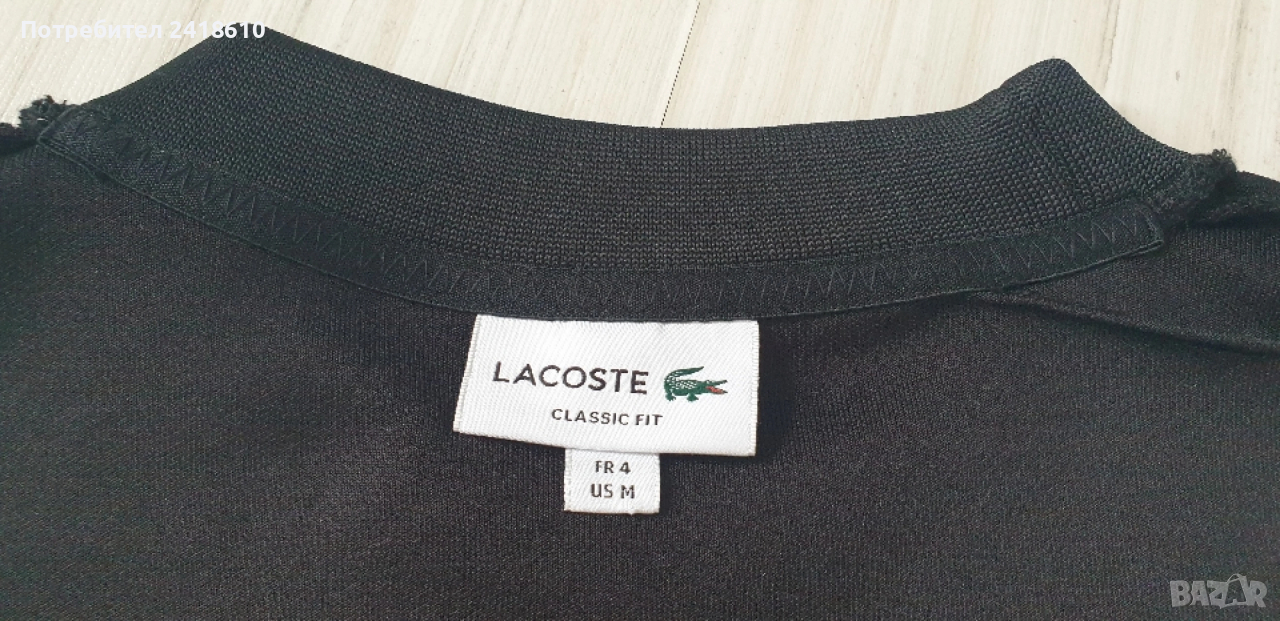 Потребител 2418610
LACOSTE
CLASSIC FIT
FR 4
US M
BAZAR